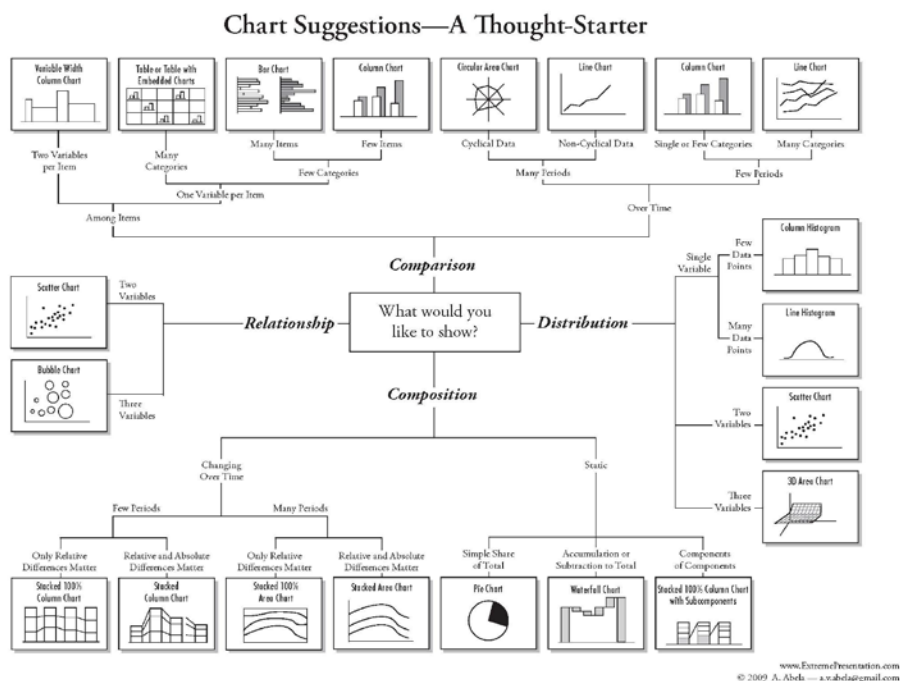 Chart Suggestions—A Thought-Starter
Variable Width
Column Chart
Table or Table with
Embedded Charts
Bar Chart
Column Chart
Circular Area Chart
Line Chart
Column Chart
Line Chart
Two Variables
per Item
Many
Categories
Many Items
Few Items
Cyclical Data
Non-Cyclical Data
Single or Few Categories
Many Categories
Few Categories
Many Periods
Few Periods
One Variable per Item
Among Items
Over Time
Comparison
What would you
like to show?
Relationship
Two
Variables
Scatter Chart
Three
Variables
Bubble Chart
Distribution
Single
Variable
Few
Data
Points
Column Histogram
Many
Data
Points
Line Histogram
Two
Variables
Scatter Chart
Three
Variables
3D Area Chart
Composition
Changing
Over Time
Static
Few Periods
Many Periods
Only Relative
Differences Matter
Relative and Absolute
Differences Matter
Only Relative
Differences Matter
Relative and Absolute
Differences Matter
Simple Share
of Total
Accumulation or
Subtraction to Total
Components
of Components
Stacked 100%
Column Chart
Stacked
Column Chart
Stacked 100%
Area Chart
Stacked Area Chart
Pie Chart
Waterfall Chart
Stacked 100% Column Chart
with Subcomponents
www.ExtremePresentation.com
© 2009 A. Abela — a.v.abela@gmail.com